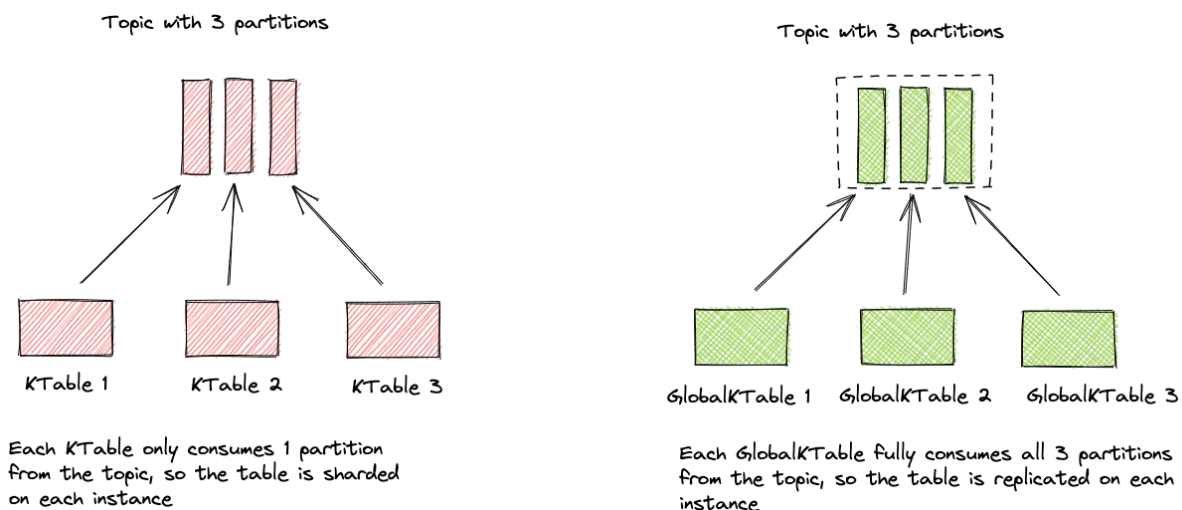 Topic with 3 partitions
KTable 1
KTable 2
KTable 3
Each KTable only consumes 1 partition
from the topic, so the table is sharded
on each instance
Topic with 3 partitions
GlobalKTable 1
GlobalKTable 2
GlobalKTable 3
Each GlobalKTable fully consumes all 3 partitions
from the topic, so the table is replicated on each
instance